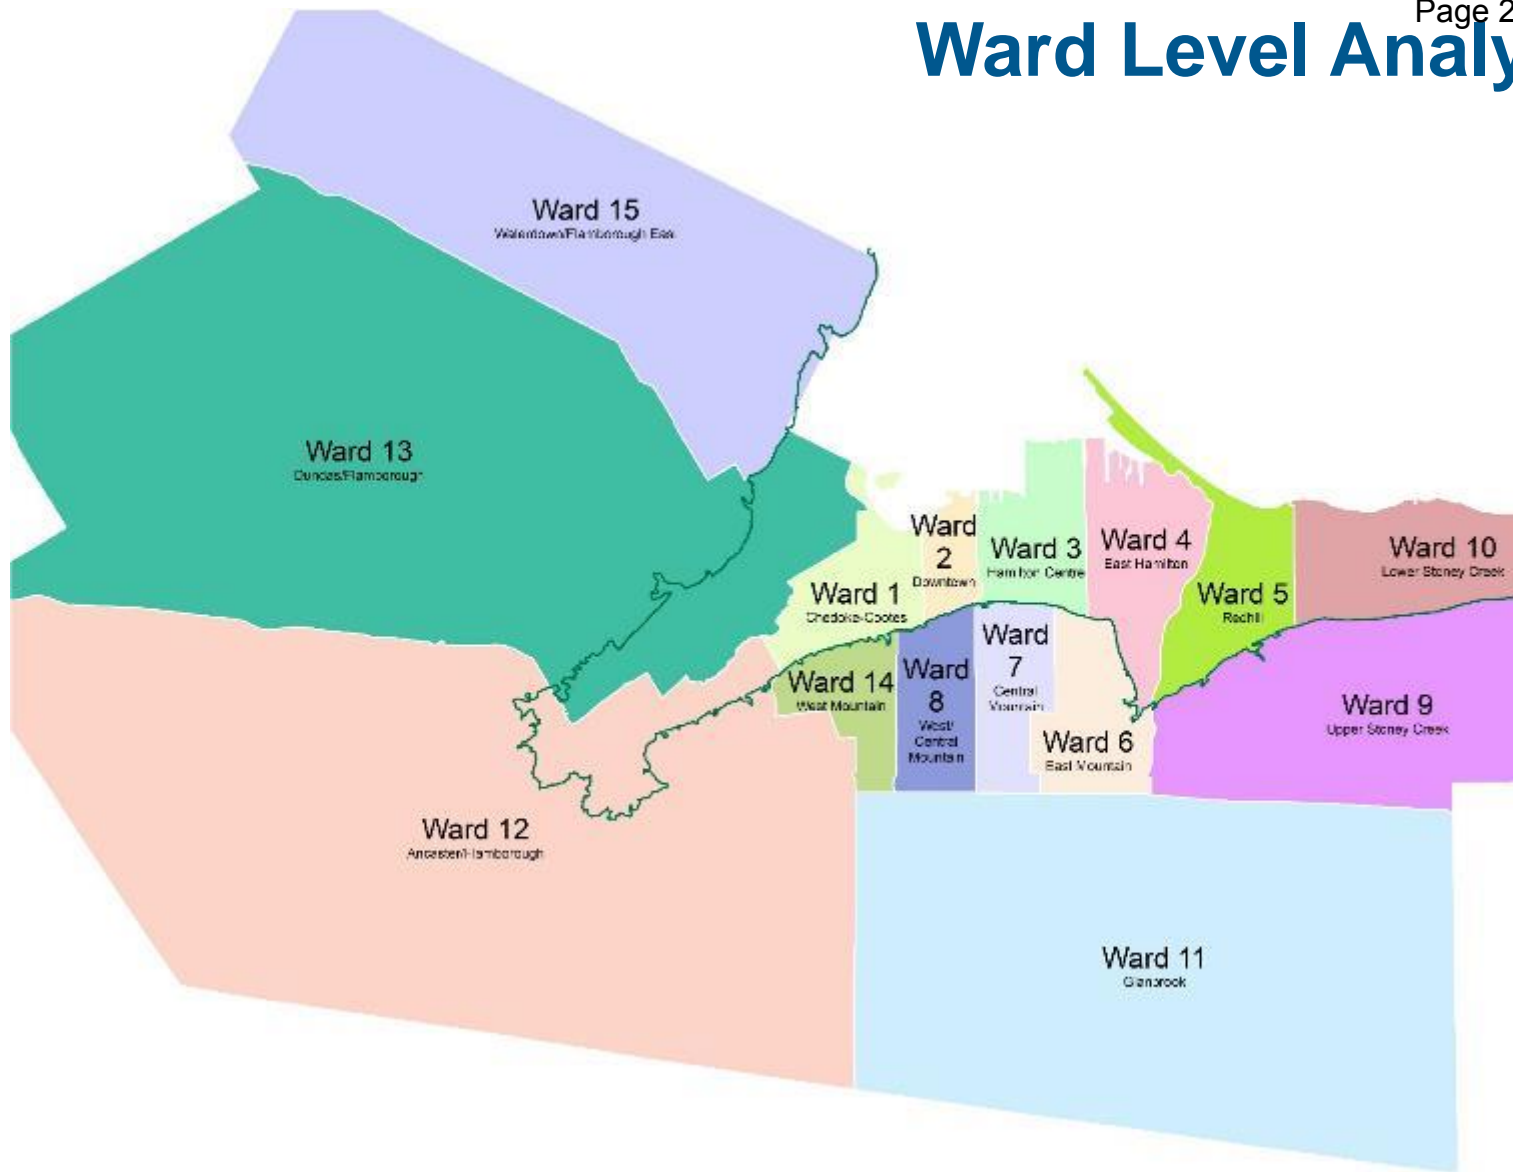 Page 2
Ward Level Analy
Ward 15
Waterdown/Flamborough East
Ward 13
Dundas/Flamborough
Ward
2
Downtown
Ward 3
Hamilton Centre
Ward 4
East Hamilton
Ward 10
Lower Stoney Creek
Ward 1
Chedoke-Cootes
Ward 5
Redhill
Ward
7
Central
Mountain
Ward 14
West Mountain
Ward
8
West/
Central
Mountain
Ward 9
Upper Stoney Creek
Ward 6
East Mountain
Ward 12
Ancaster/Flamborough
Ward 11
Glanbrook